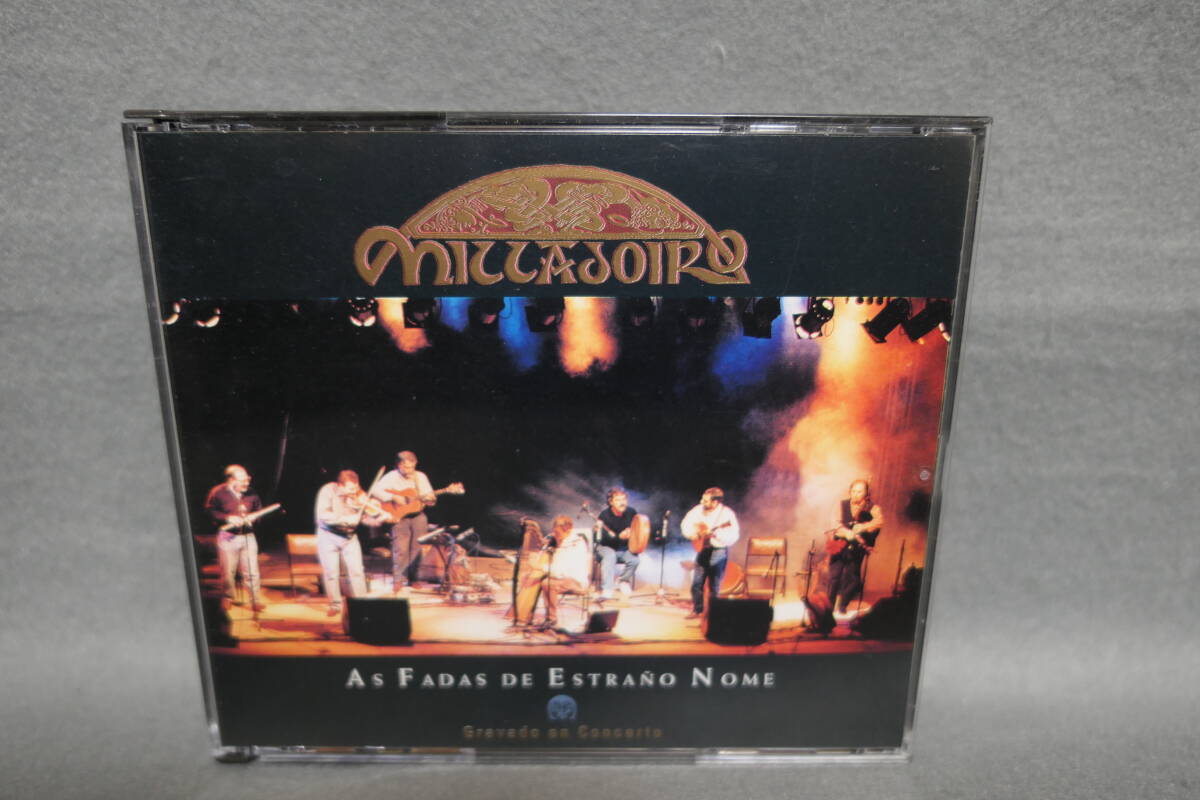 MILLADOIRO
AS FADAS DE ESTRAÑO NOME
Gravado en Concerto